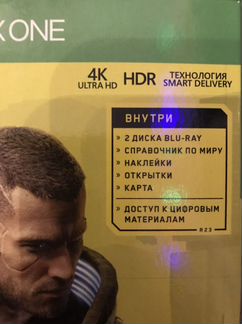 X ONE
4K
ULTRA HD
HDR
ТЕХНОЛОГИЯ
SMART DELIVERY
ВНУТРИ
» 2 ДИСКА BLU-RAY
» СПРАВОЧНИК ПО МИРУ
» НАКЛЕЙКИ
» ОТКРЫТКИ
» КАРТА
» ДОСТУП К ЦИФРОВЫМ
МАТЕРИАЛАМ
R23